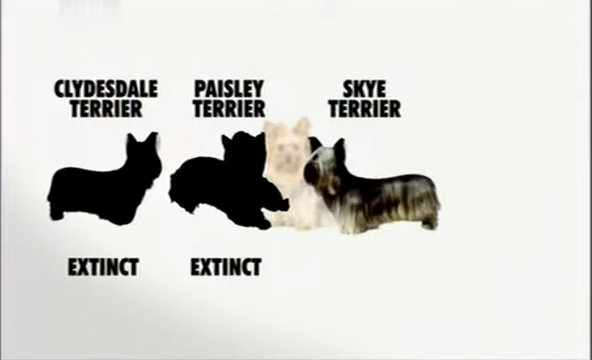 CLYDESDALE
TERRIER
PAISLEY
TERRIER
SKYE
TERRIER
EXTINCT
EXTINCT